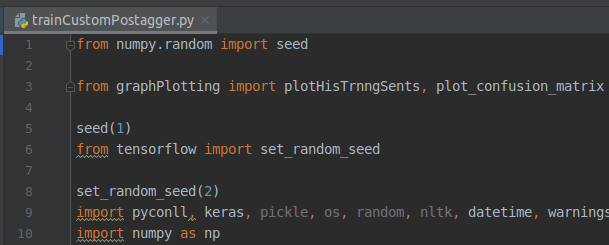 trainCustomPostagger.py
1 from numpy.random import seed
2
3 from graphPlotting import plotHisTrnngSents, plot_confusion_matrix
4
5 seed(1)
6 from tensorflow import set_random_seed
7
8 set_random_seed(2)
9 import pyconll, keras, pickle, os, random, nltk, datetime, warnings
10 import numpy as np